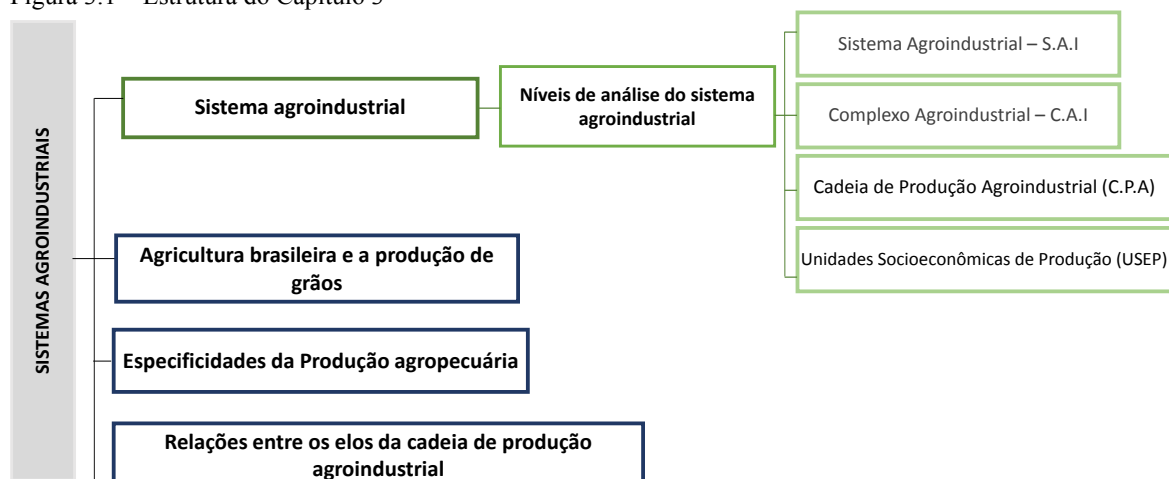 Figura 3.1 – Estrutura do Capítulo 3
SISTEMAS AGROINDUSTRIAIS
Sistema agroindustrial
Níveis de análise do sistema
agroindustrial
Sistema Agroindustrial – S.A.I
Complexo Agroindustrial – C.A.I
Cadeia de Produção Agroindustrial (C.P.A)
Unidades Socioeconômicas de Produção (USEP)
Agricultura brasileira e a produção de
grãos
Especificidades da Produção agropecuária
Relações entre os elos da cadeia de produção
agroindustrial